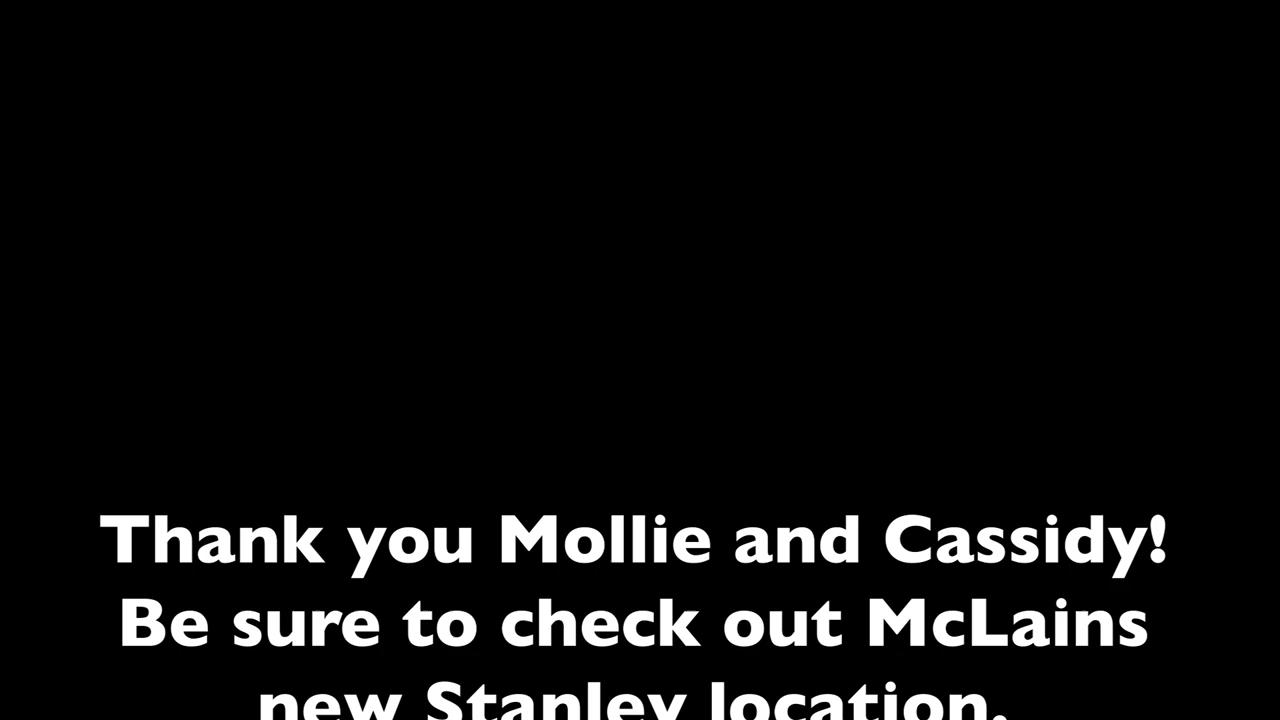 Thank you Mollie and Cassidy!
Be sure to check out McLains
new Stanley location.